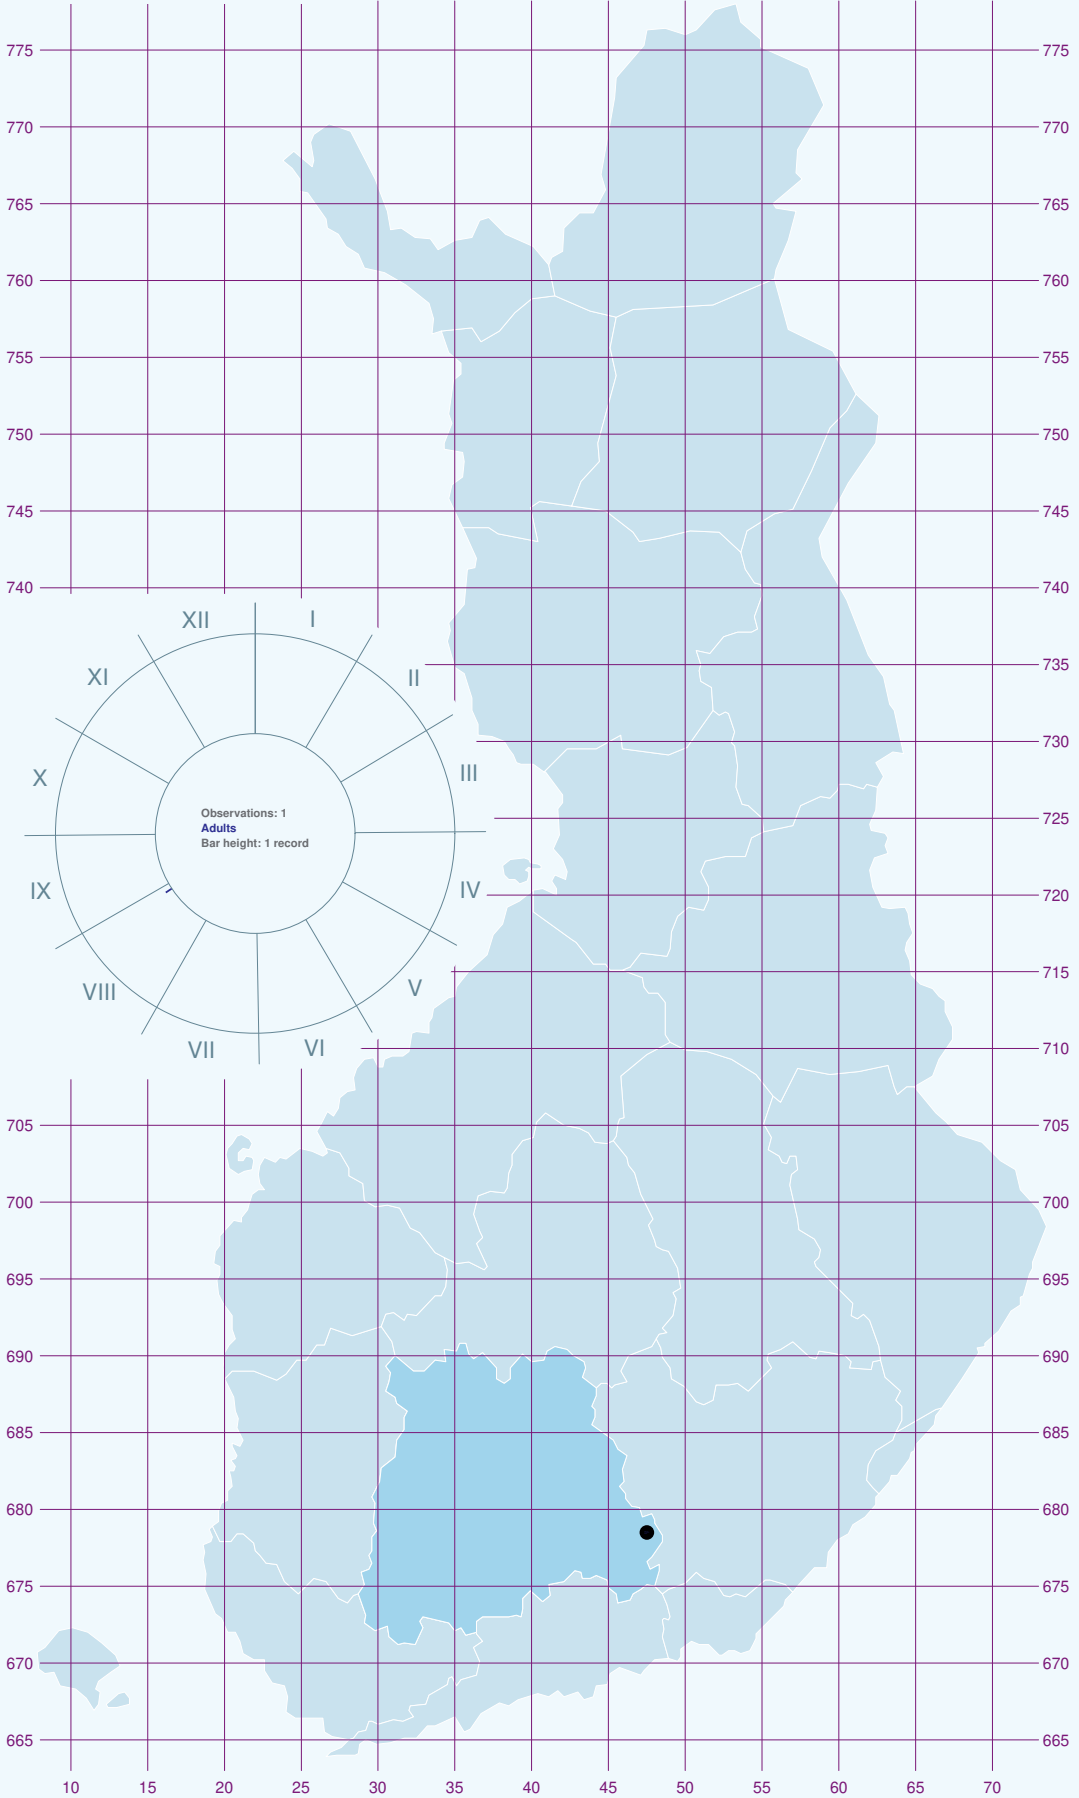 775 775
770 770
765 765
760 760
755 755
750 750
745 745
740 740
XII I
XI II
735
730 730
X III
725
Observations: 1
Adults
Bar height: 1 record
IX IV
720
VIII V
715
VII VI
710
705 705
700 700
695 695
690 690
685 685
680 680
675 675
670 670
665 665
10 15 20 25 30 35 40 45 50 55 60 65 70